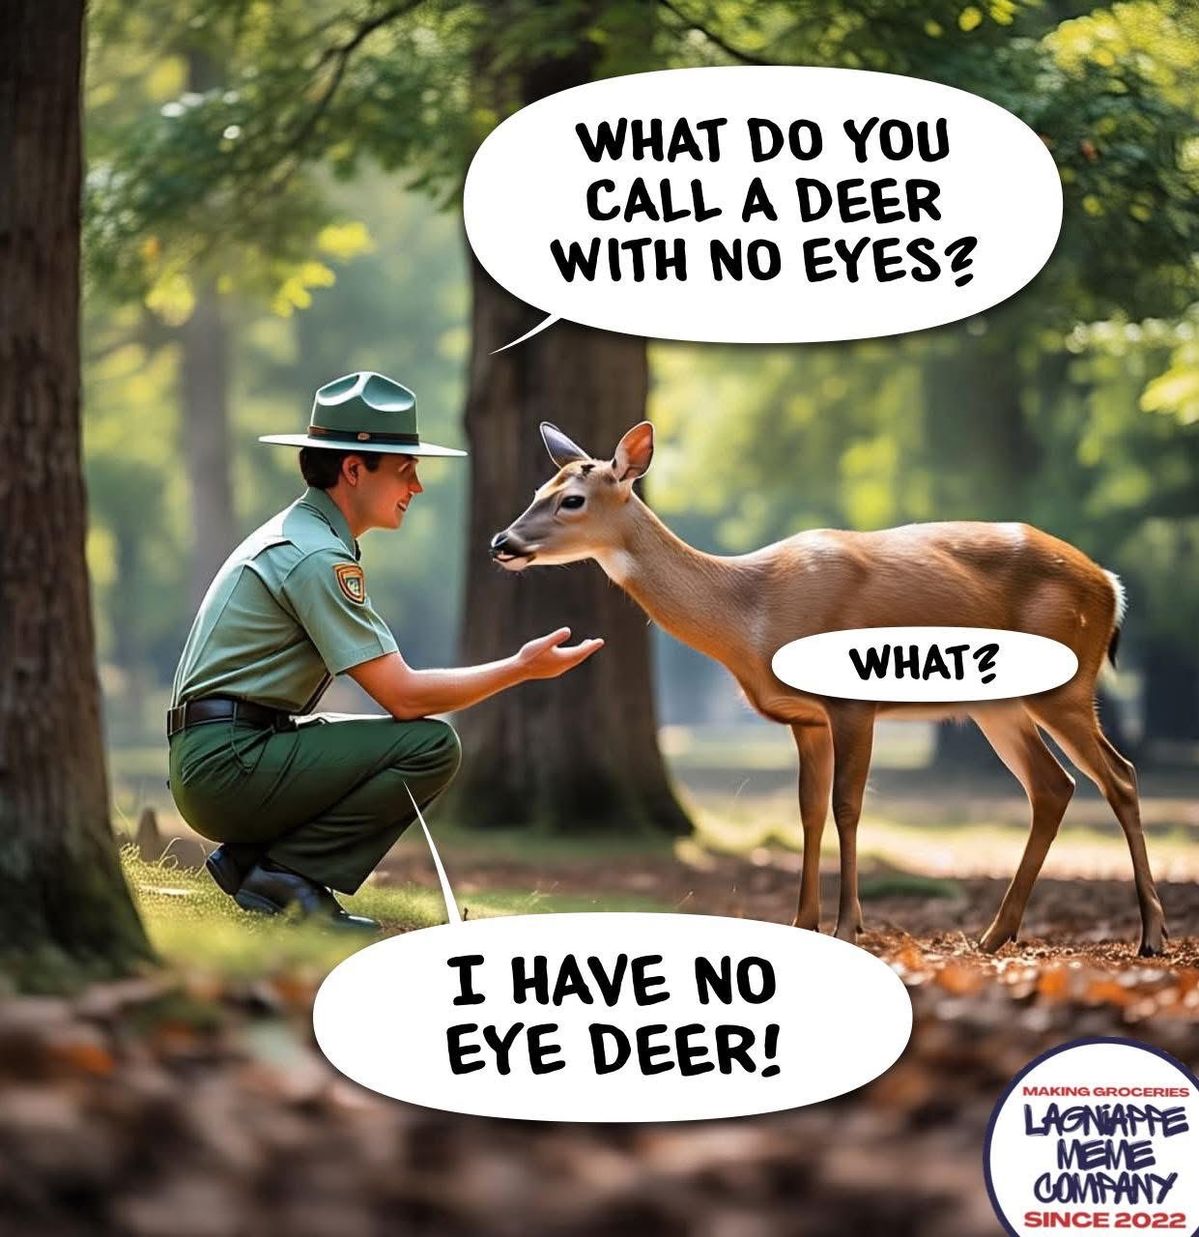 WHAT DO YOU
CALL A DEER
WITH NO EYES?
WHAT?
I HAVE NO
EYE DEER!
MAKING GROCERIES
LAGNIAPPE
MEME
COMPANY
SINCE 2022